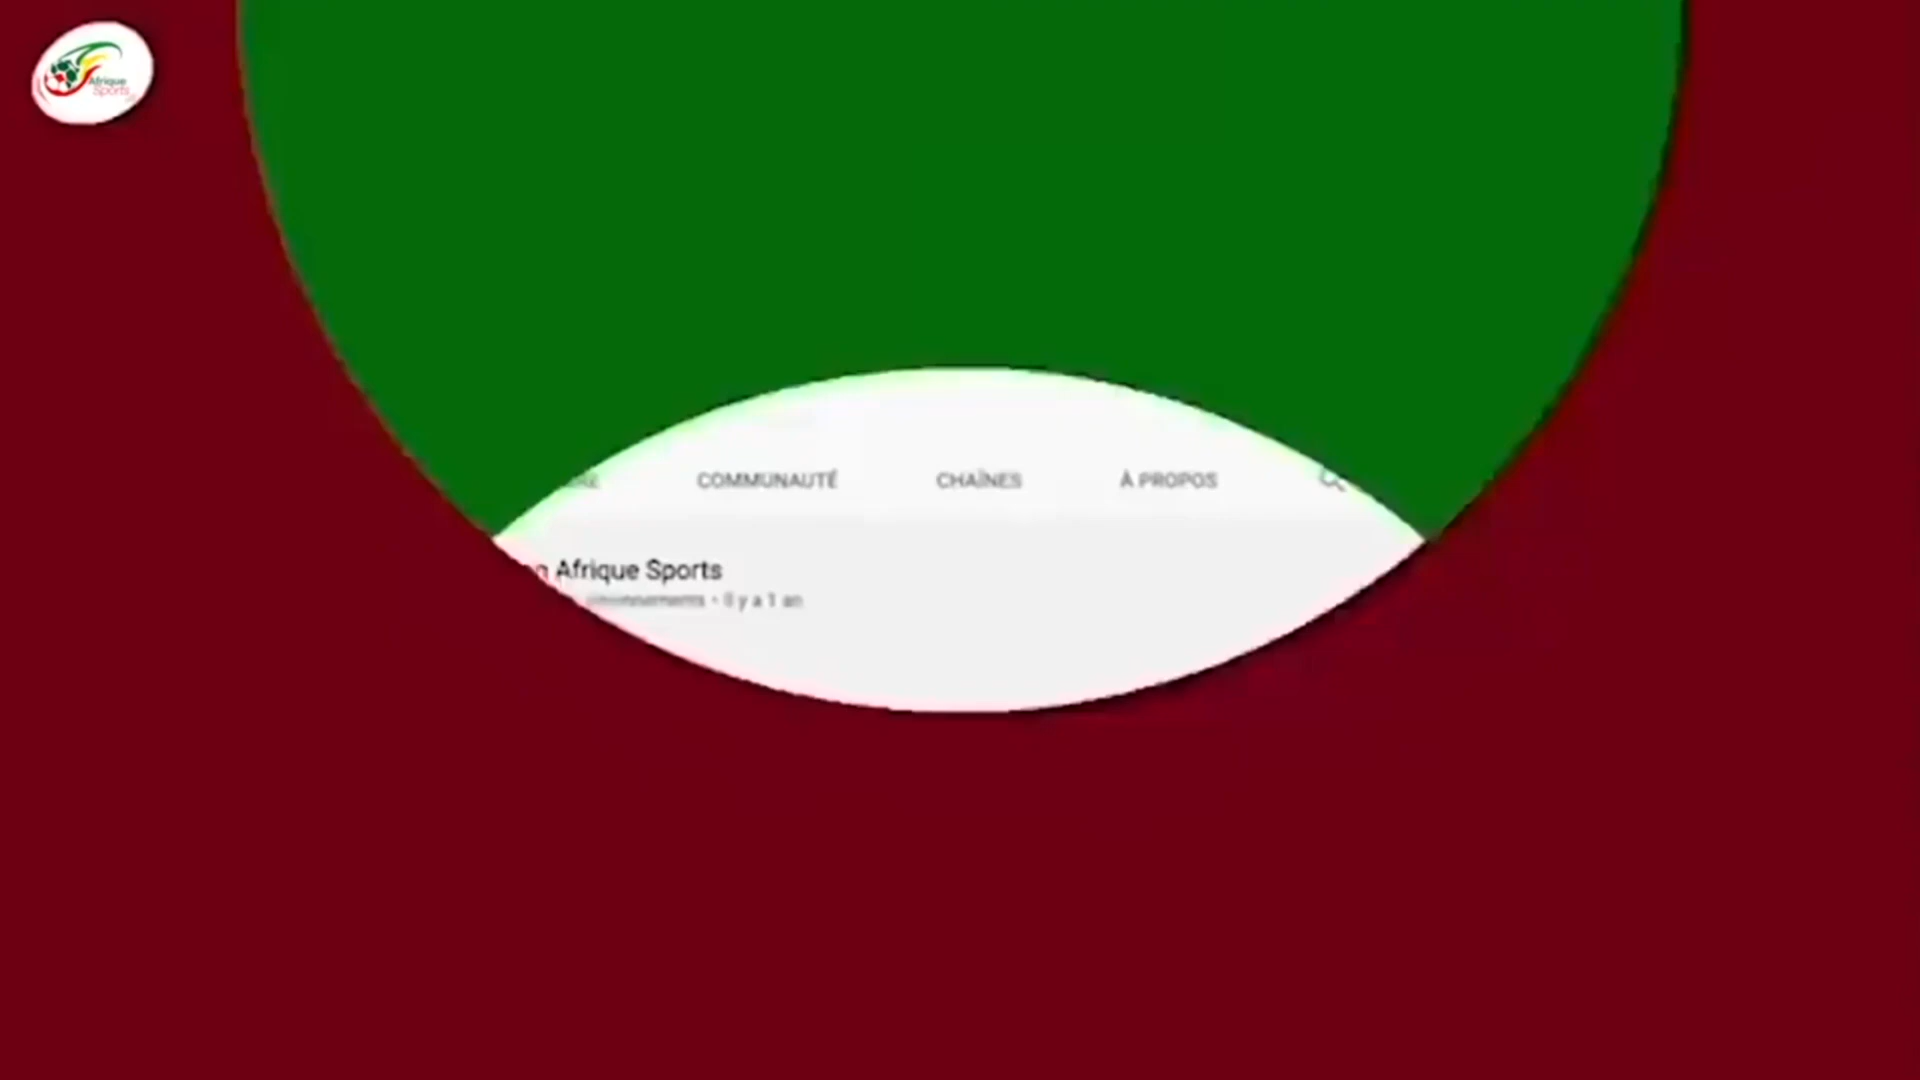 Afrique
Sports
COMMUNAUTÉ CHAÎNES À PROPOS
Afrique Sports
Il y a 1 an